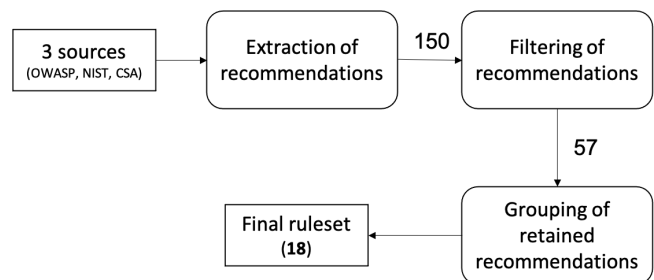 3 sources
(OWASP, NIST, CSA)
Extraction of
recommendations
150
Filtering of
recommendations
57
Grouping of
retained
recommendations
Final ruleset
(18)